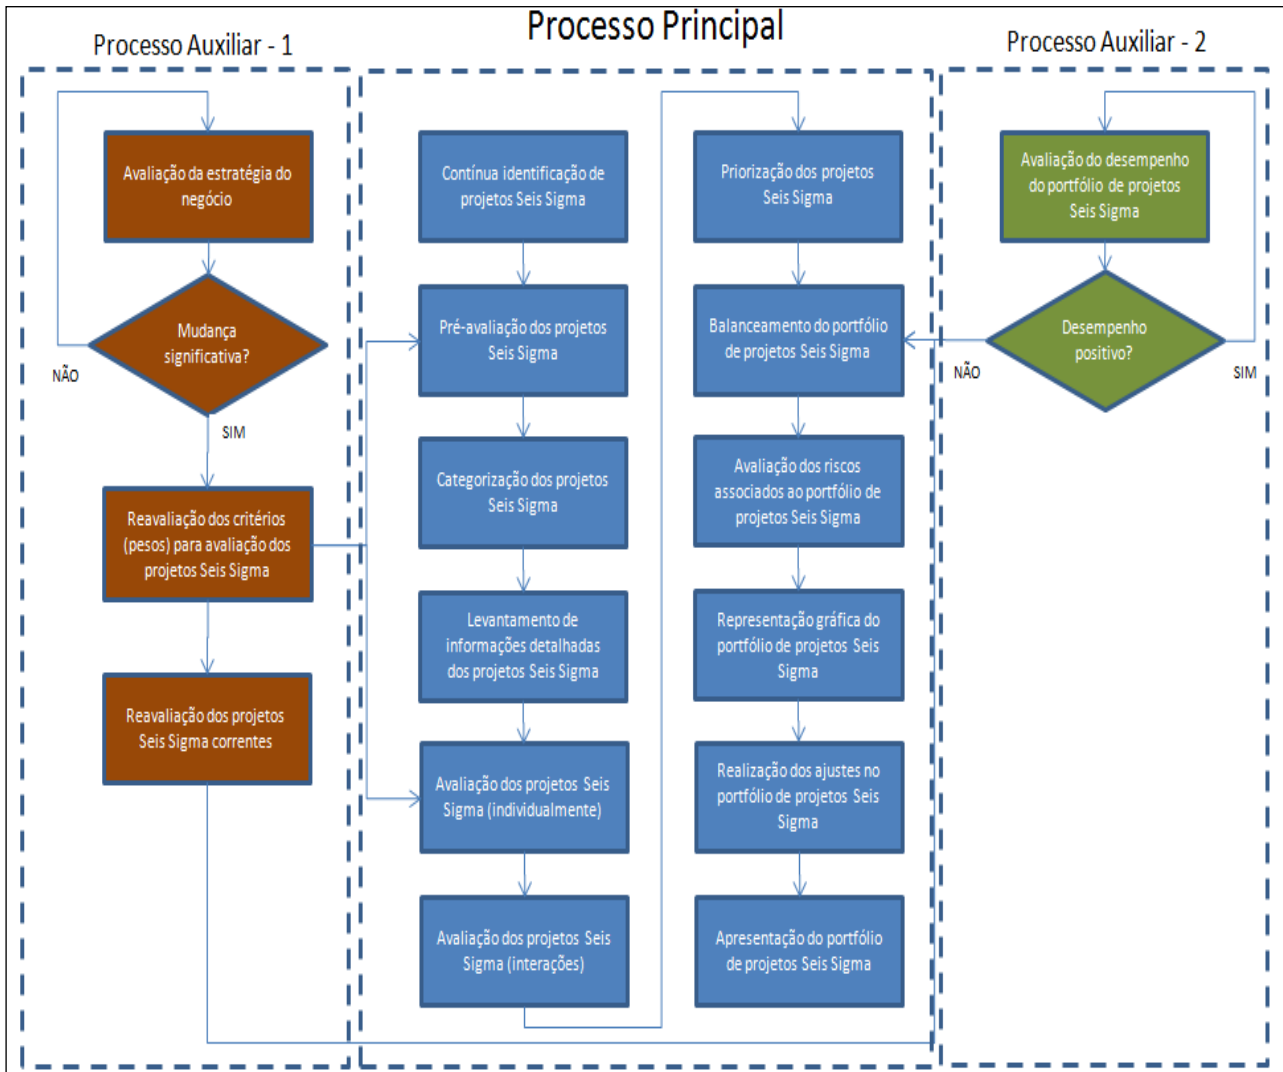 Processo Principal
Processo Auxiliar - 1
Processo Auxiliar - 2
Avaliação da estratégia do
negócio
Mudança
significativa?
NÃO
SIM
Reavaliação dos critérios
(pesos) para avaliação dos
projetos Seis Sigma
Reavaliação dos projetos
Seis Sigma correntes
Contínua identificação de
projetos Seis Sigma
Pré-avaliação dos projetos
Seis Sigma
Categorização dos projetos
Seis Sigma
Levantamento de
informações detalhadas
dos projetos Seis Sigma
Avaliação dos projetos Seis
Sigma (individualmente)
Avaliação dos projetos Seis
Sigma (interações)
Priorização dos projetos
Seis Sigma
Balanceamento do portfólio
de projetos Seis Sigma
Avaliação dos riscos
associados ao portfólio de
projetos Seis Sigma
Representação gráfica do
portfólio de projetos Seis
Sigma
Realização dos ajustes no
portfólio de projetos Seis
Sigma
Apresentação do portfólio
de projetos Seis Sigma
Avaliação do desempenho
do portfólio de projetos
Seis Sigma
Desempenho
positivo?
NÃO
SIM